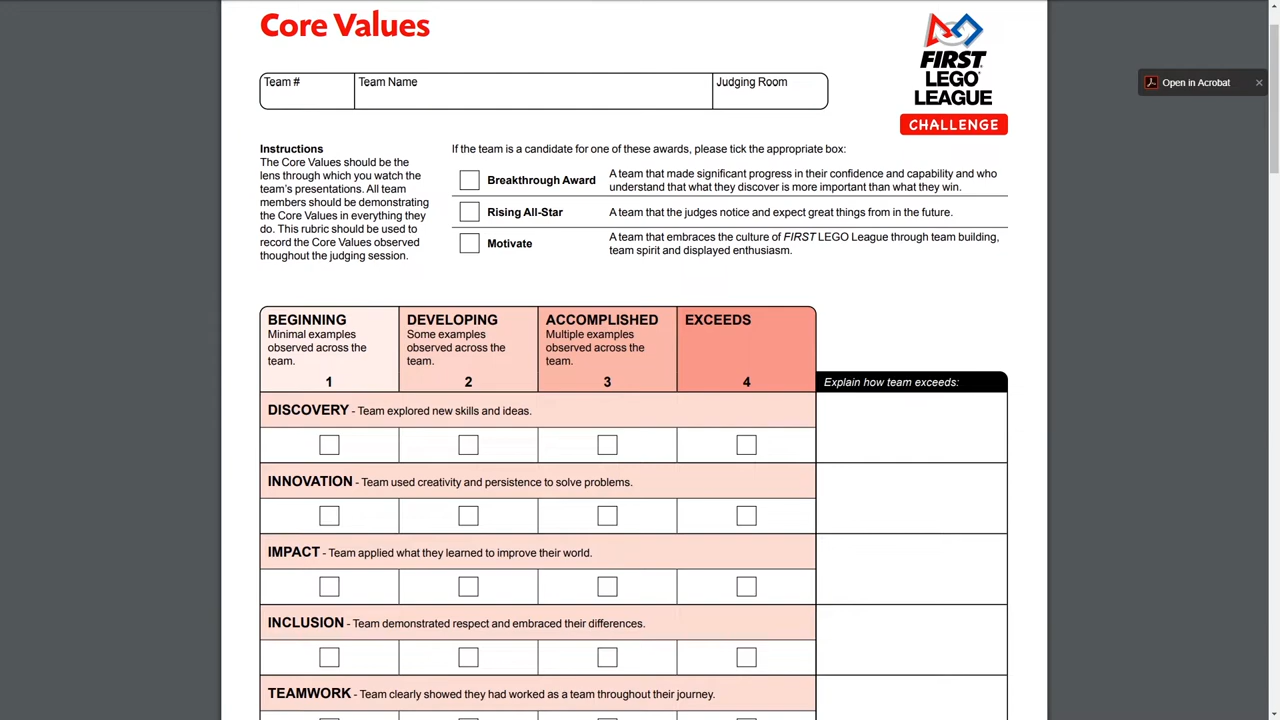 Core Values
FIRST
LEGO
LEAGUE
CHALLENGE
Open in Acrobat
Team #
Team Name
Judging Room
Instructions
The Core Values should be the
lens through which you watch the
team's presentations. All team
members should be demonstrating
the Core Values in everything they
do. This rubric should be used to
record the Core Values observed
thoughout the judging session.
If the team is a candidate for one of these awards, please tick the appropriate box:
Breakthrough Award
A team that made significant progress in their confidence and capability and who
understand that what they discover is more important than what they win.
Rising All-Star
A team that the judges notice and expect great things from in the future.
Motivate
A team that embraces the culture of FIRST LEGO League through team building,
team spirit and displayed enthusiasm.
BEGINNING
Minimal examples
observed across the
team.
1
DEVELOPING
Some examples
observed across the
team.
2
ACCOMPLISHED
Multiple examples
observed across the
team.
3
EXCEEDS
4
Explain how team exceeds:
DISCOVERY - Team explored new skills and ideas.
INNOVATION - Team used creativity and persistence to solve problems.
IMPACT - Team applied what they learned to improve their world.
INCLUSION - Team demonstrated respect and embraced their differences.
TEAMWORK - Team clearly showed they had worked as a team throughout their journey.